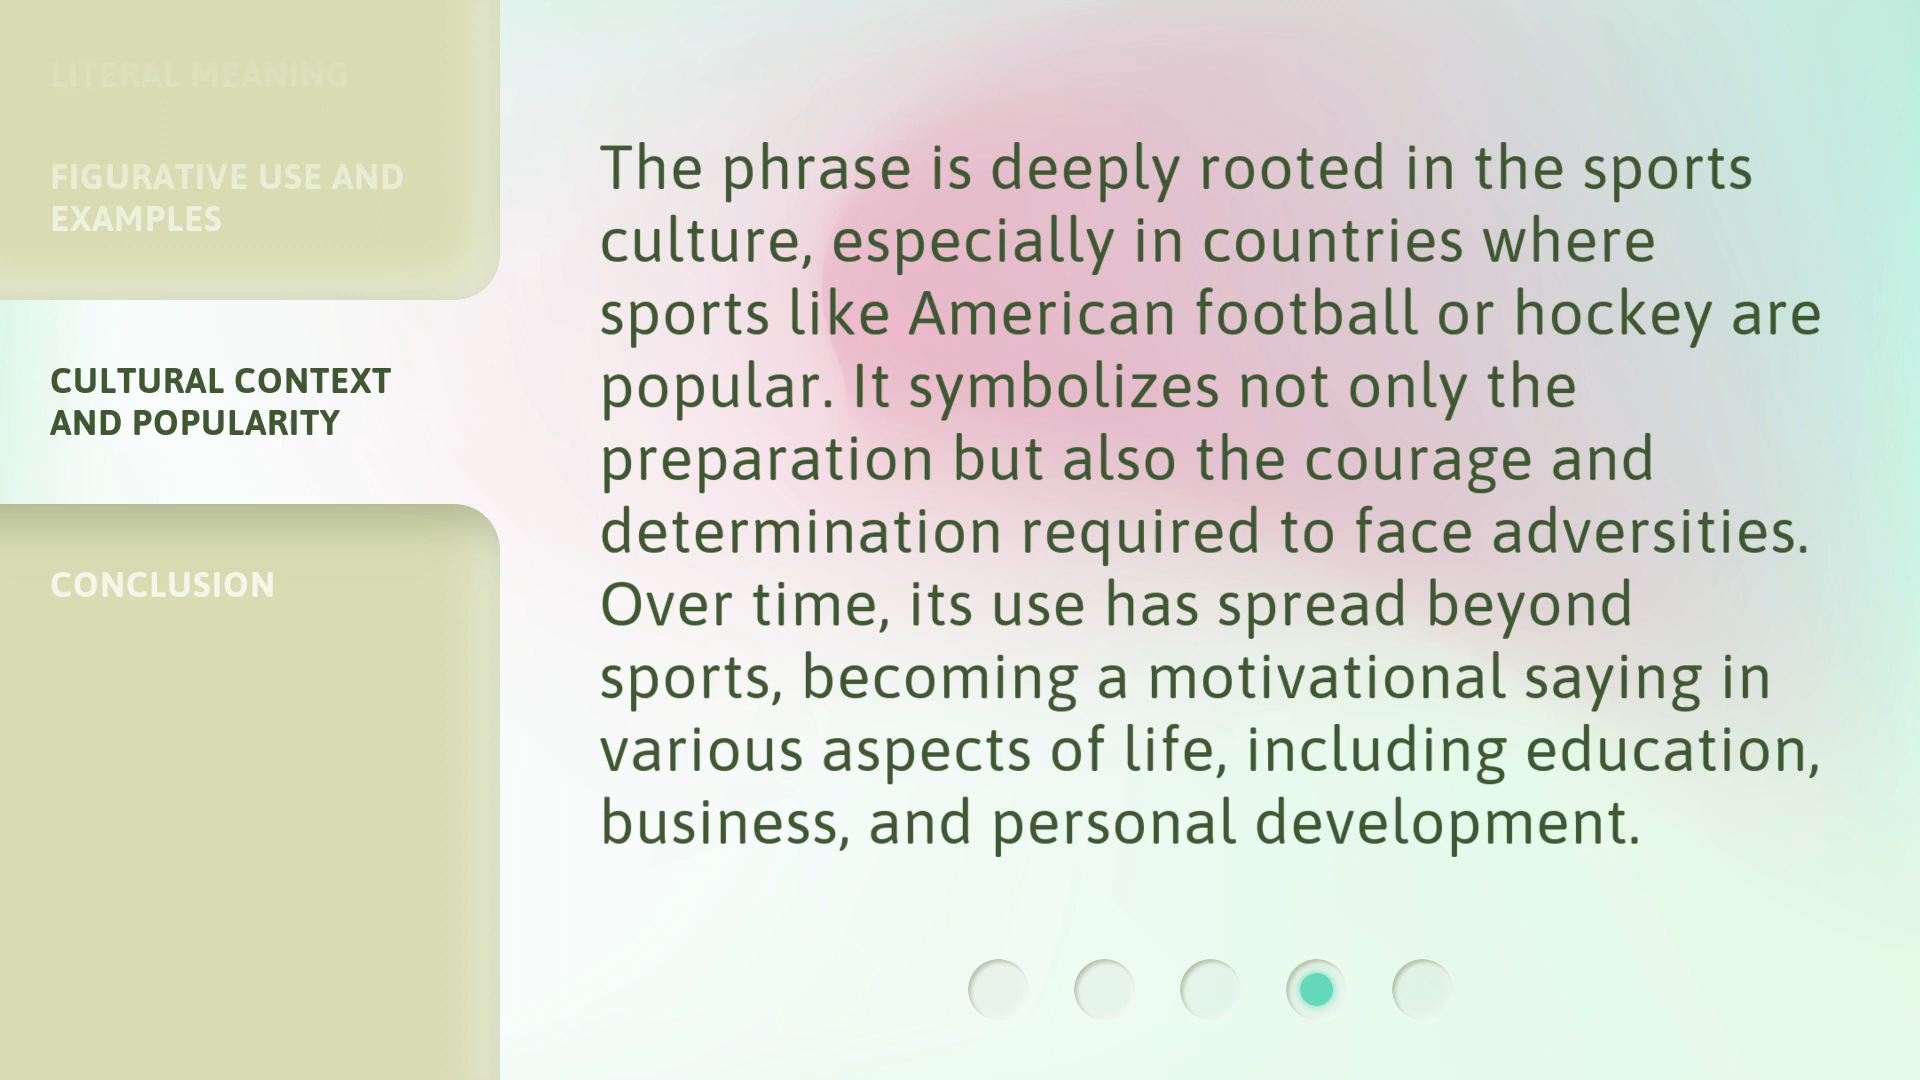 LITERAL MEANING
FIGURATIVE USE AND
EXAMPLES
CULTURAL CONTEXT
AND POPULARITY
CONCLUSION
The phrase is deeply rooted in the sports
culture, especially in countries where
sports like American football or hockey are
popular. It symbolizes not only the
preparation but also the courage and
determination required to face adversities.
Over time, its use has spread beyond
sports, becoming a motivational saying in
various aspects of life, including education,
business, and personal development.